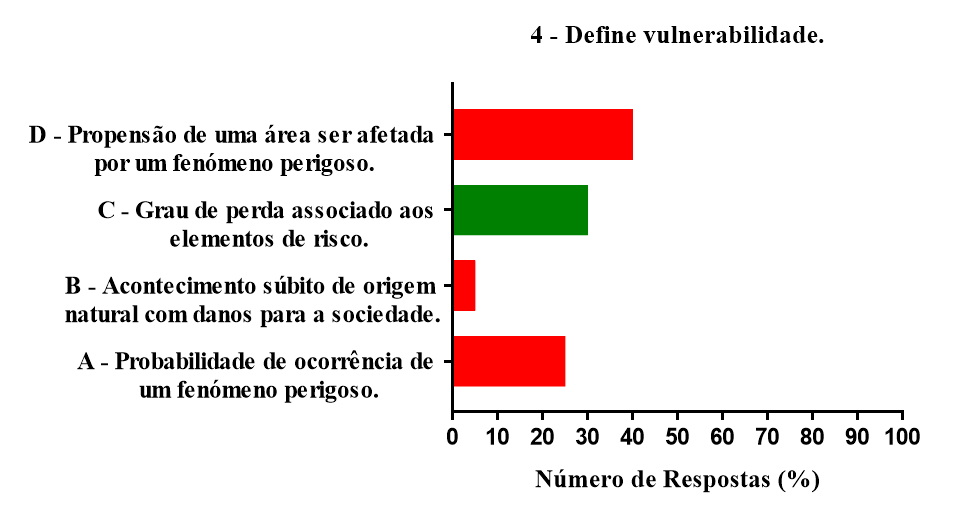 4 - Define vulnerabilidade.
D - Propensão de uma área ser afetada
por um fenómeno perigoso.
C - Grau de perda associado aos
elementos de risco.
B - Acontecimento súbito de origem
natural com danos para a sociedade.
A - Probabilidade de ocorrência de
um fenómeno perigoso.
0 10 20 30 40 50 60 70 80 90 100
Número de Respostas (%)